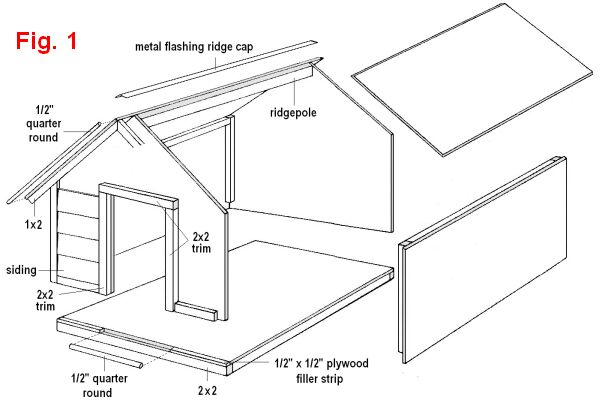 Fig. 1
metal flashing ridge cap
1/2"
quarter
round
ridgepole
1x2
2x2
trim
siding
2x2
trim
1/2" x 1/2" plywood
filler strip
1/2" quarter
round
2x2